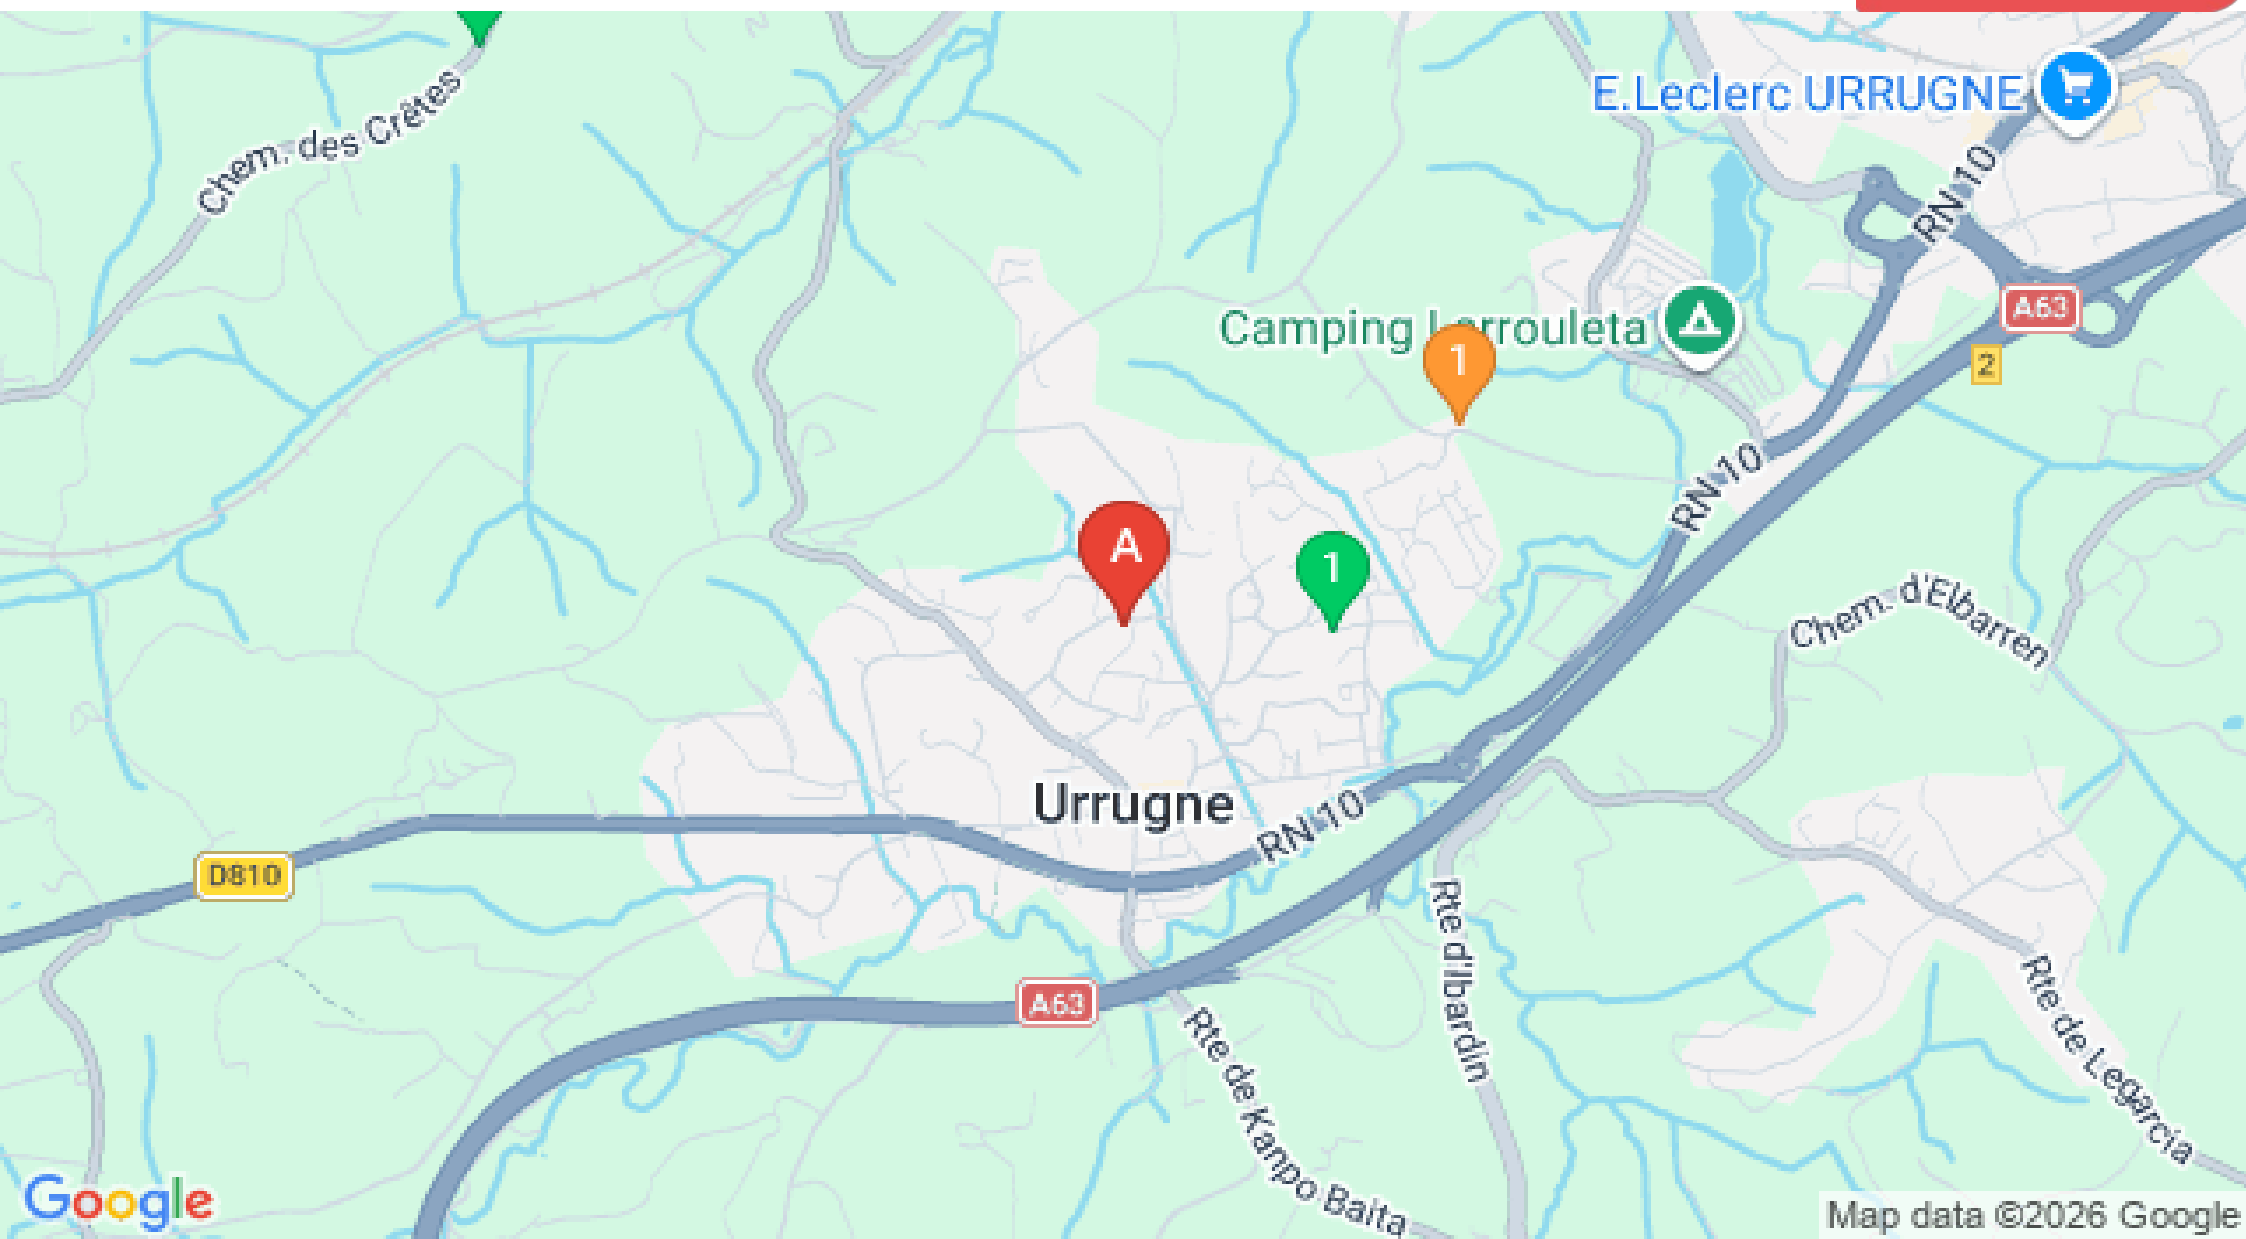 Chem. des Crêtes
E.Leclerc URRUGNE
RN 10
A63
2
Camping Larrouleta
1
RN 10
A
1
Chem. d'Elbarren
Urrugne
RN 10
D810
Rte d'Ibardin
A63
Rte de Kanpo Baita
Rte de Legarcia
Google
Map data ©2026 Google